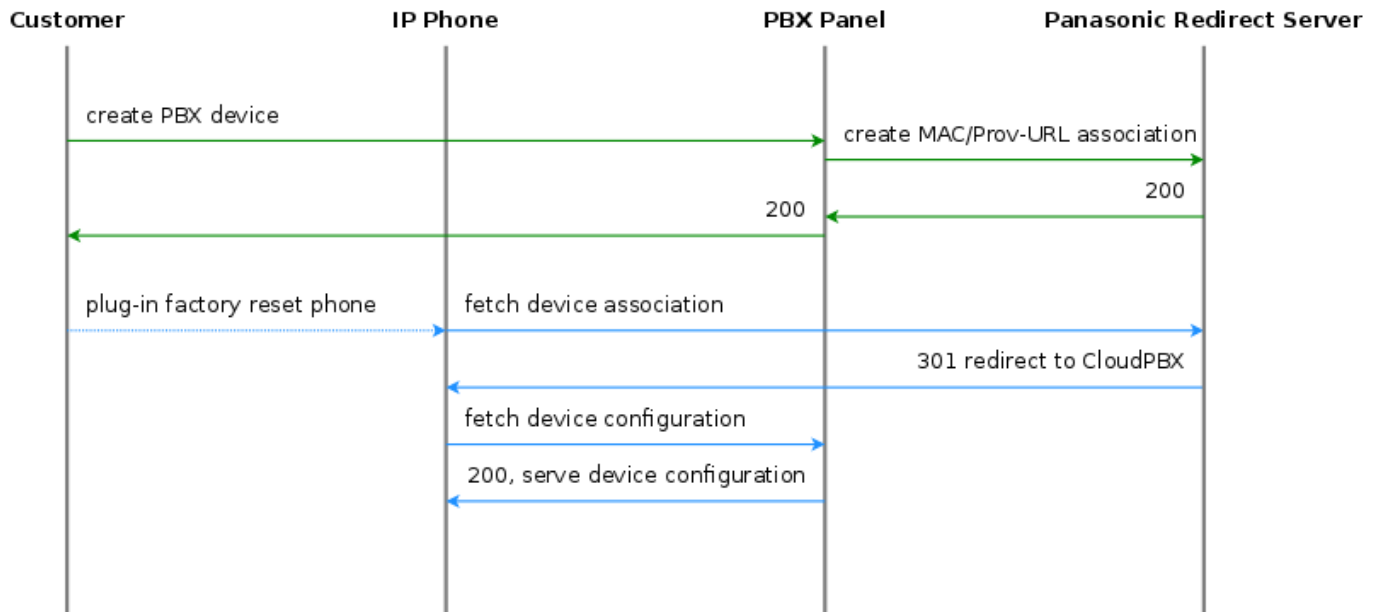 Customer
IP Phone
PBX Panel
Panasonic Redirect Server
create PBX device
create MAC/Prov-URL association
200
200
plug-in factory reset phone
fetch device association
301 redirect to CloudPBX
fetch device configuration
200, serve device configuration